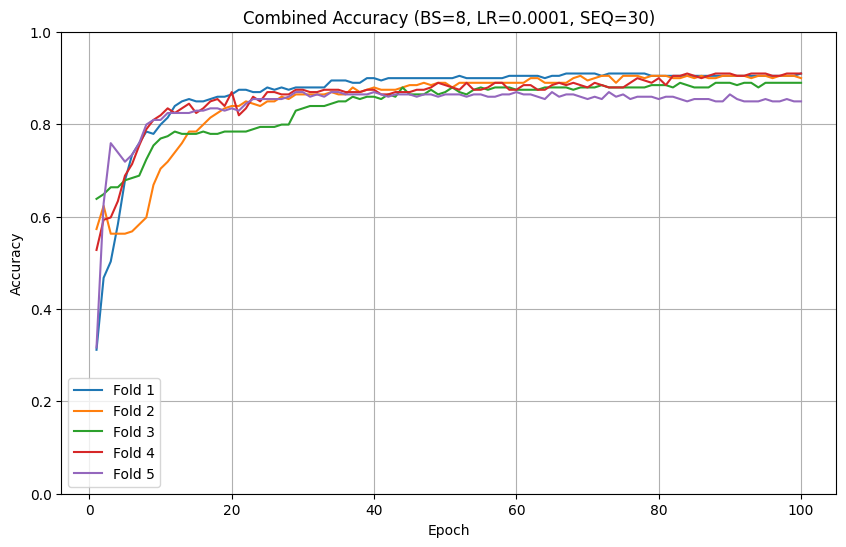 Combined Accuracy (BS=8, LR=0.0001, SEQ=30)
1.0
0.8
0.6
0.4
0.2
0.0
Accuracy
Fold 1
Fold 2
Fold 3
Fold 4
Fold 5
0 20 40 60 80 100
Epoch